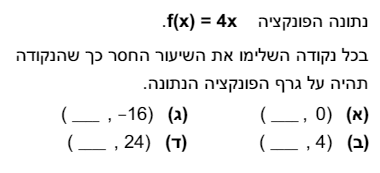 נתונה הפונקציה f(x) = 4x.
בכל נקודה השלימו את השיעור החסר כך שהנקודה
תהיה על גרף הפונקציה הנתונה.
(א) ( ___ , 0) (ג) ( ___ , −16)
(ב) ( ___ , 4) (ד) ( ___ , 24)